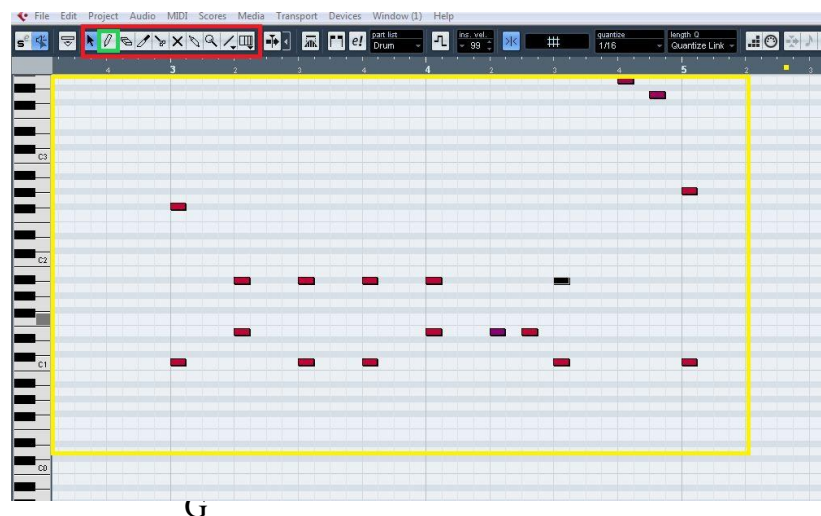 File Edit Project Audio MIDI Scores Media Transport Devices Window (1) Help
part list ins. vel. quantize length Q
S e! Drum 99 1/16 Quantize Link
4 3 2 3 4 4 2 3 4 5 2 3
C3
C2
C1
C0
G